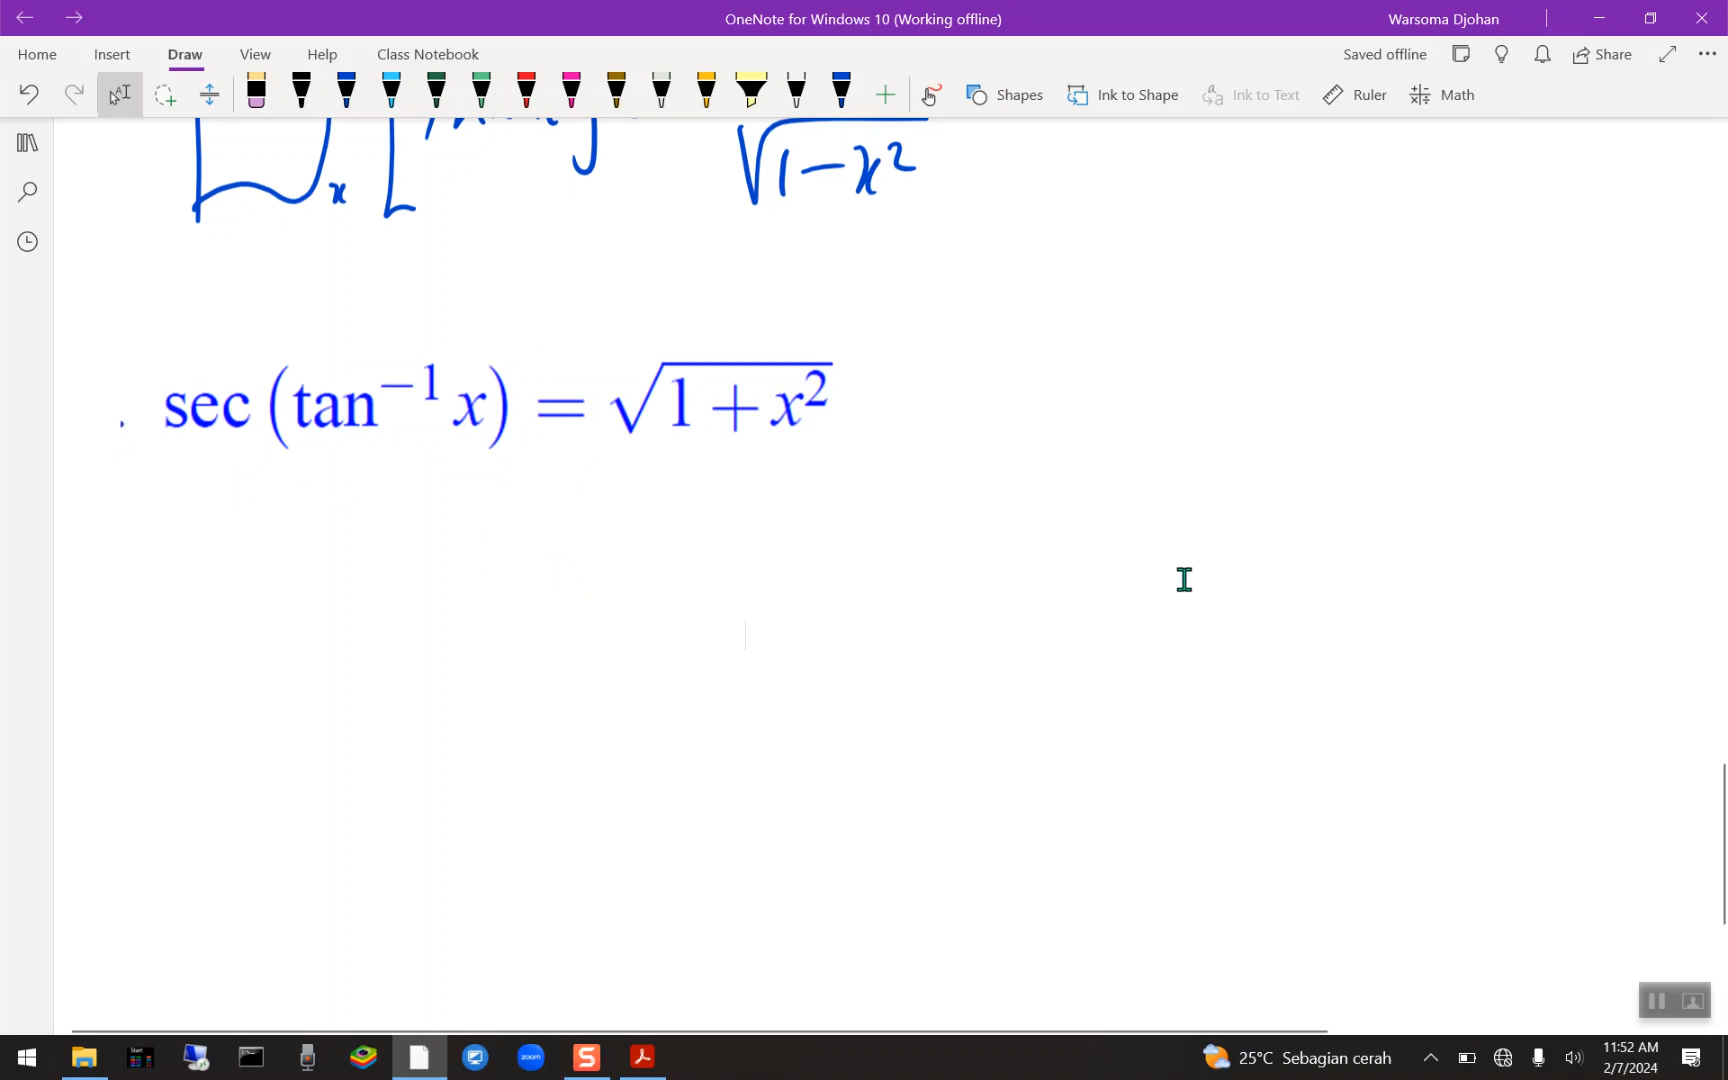 OneNote for Windows 10 (Working offline)
Warsoma Djohan
Home Insert Draw View Help Class Notebook
Saved offline Share
Shapes Ink to Shape Ink to Text Ruler Math
x √1−x²
sec (tan⁻¹ x) = √1 + x²
Start
zoom
25°C Sebagian cerah
11:52 AM
2/7/2024